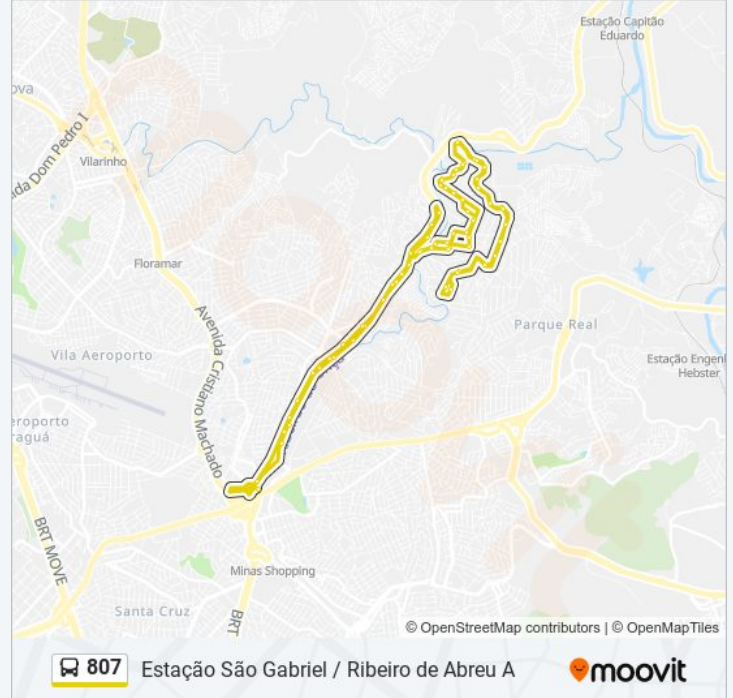 Estação Capitão
Eduardo
ova
ida Dom Pedro I
Vilarinho
Floramar
Avenida Cristiano Machado
Parque Real
Vila Aeroporto
Estação Engen
Hebster
eroporto
raguá
BRT MOVE
Minas Shopping
Santa Cruz
BRT
© OpenStreetMap contributors | © OpenMapTiles
807 Estação São Gabriel / Ribeiro de Abreu A
moovit